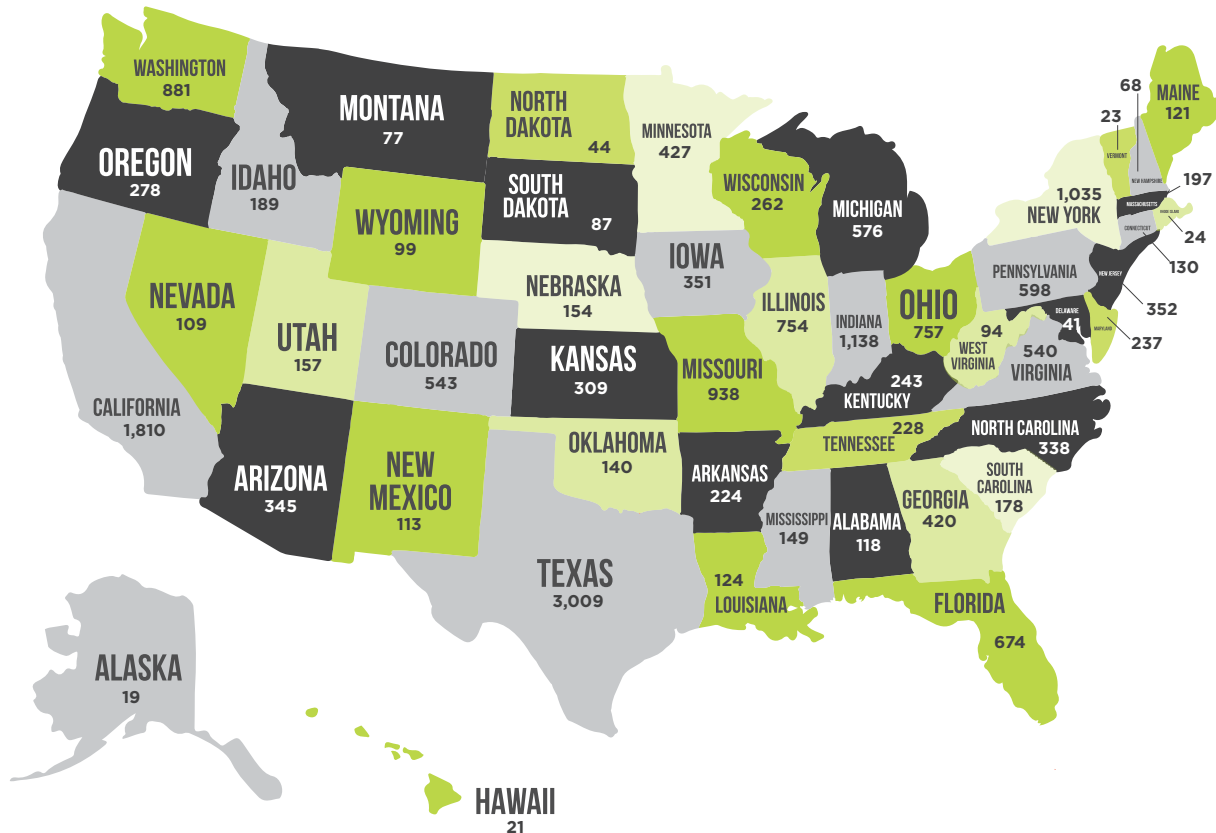 WASHINGTON
881
MONTANA
77
NORTH
DAKOTA
44
MINNESOTA
427
68
23
MAINE
121
VERMONT
NEW HAMPSHIRE
197
OREGON
278
IDAHO
189
SOUTH
DAKOTA
87
WISCONSIN
262
MICHIGAN
576
1,035
NEW YORK
MASSACHUSETTS
RHODE ISLAND
24
CONNECTICUT
130
WYOMING
99
IOWA
351
PENNSYLVANIA
598
NEW JERSEY
352
NEVADA
109
UTAH
157
COLORADO
543
NEBRASKA
154
ILLINOIS
754
INDIANA
1,138
OHIO
757
94
WEST
VIRGINIA
DELAWARE
41
MARYLAND
237
540
VIRGINIA
KANSAS
309
MISSOURI
938
243
KENTUCKY
CALIFORNIA
1,810
ARIZONA
345
NEW
MEXICO
113
OKLAHOMA
140
ARKANSAS
224
228
TENNESSEE
NORTH CAROLINA
338
SOUTH
CAROLINA
178
MISSISSIPPI
149
ALABAMA
118
GEORGIA
420
TEXAS
3,009
124
LOUISIANA
FLORIDA
674
ALASKA
19
HAWAII
21